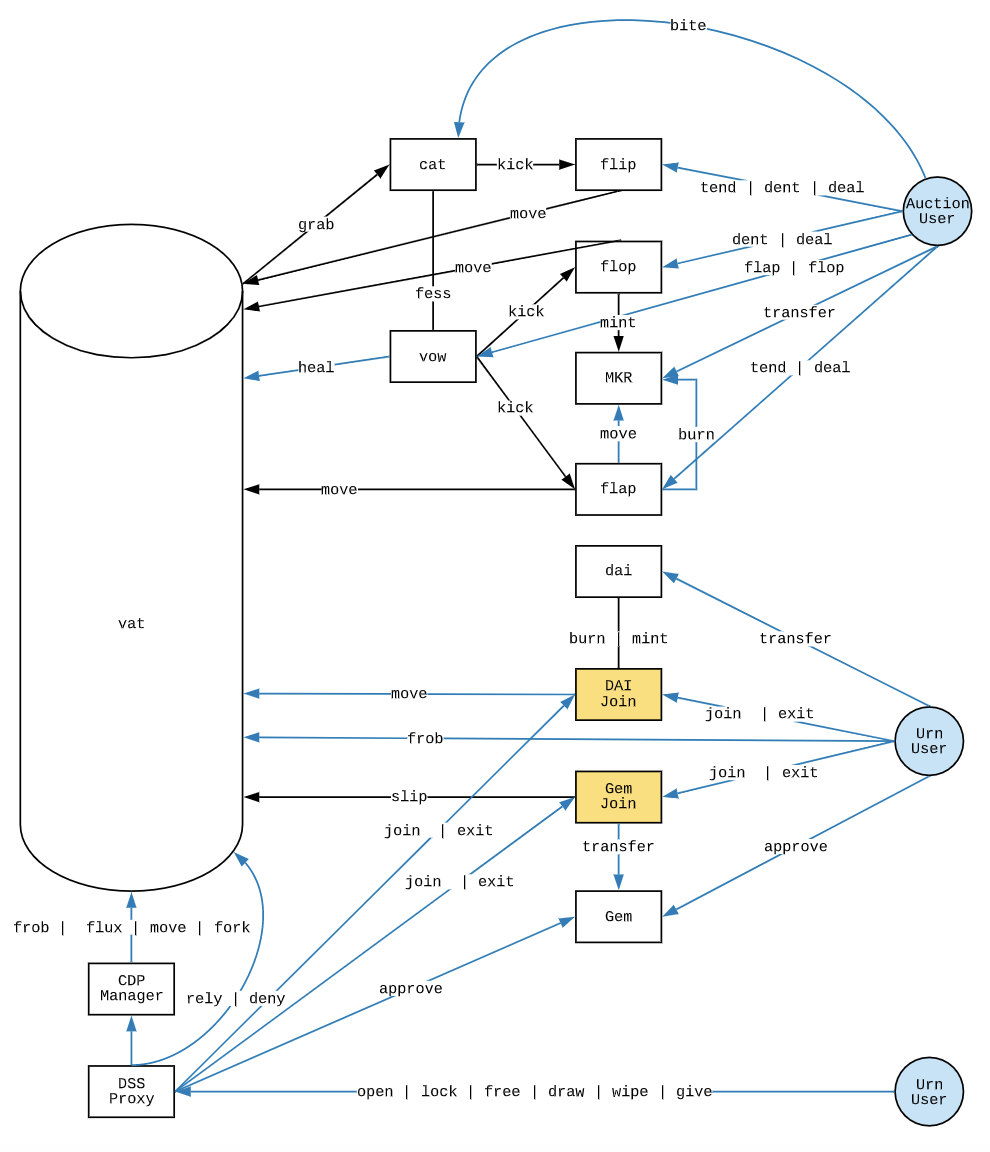 bite
cat
kick
flip
tend | dent | deal
Auction
User
grab
move
dent | deal
move
flop
flap | flop
fess
kick
mint
transfer
vow
heal
MKR
tend | deal
kick
move
burn
move
flap
dai
vat
burn | mint
transfer
DAI
Join
move
join | exit
frob
Urn
User
Gem
Join
join | exit
slip
join | exit
transfer
approve
join | exit
Gem
frob | flux | move | fork
CDP
Manager
rely | deny
approve
DSS
Proxy
open | lock | free | draw | wipe | give
Urn
User